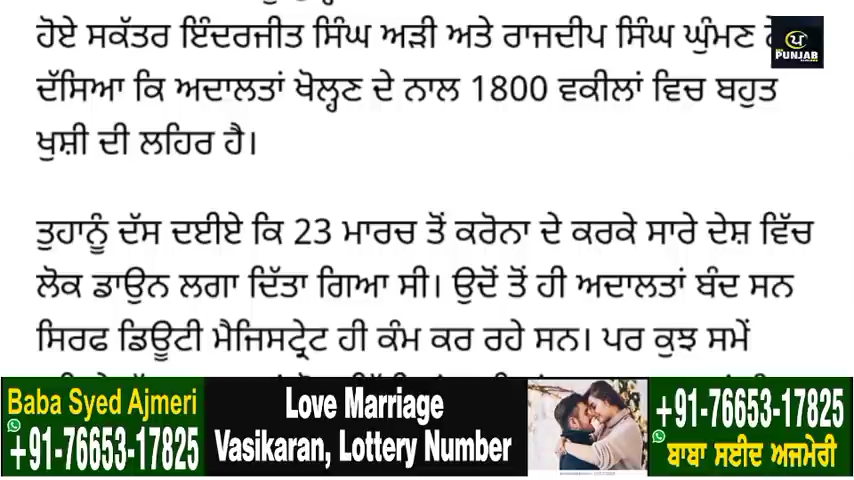 ਹੋਏ ਸਕੱਤਰ ਇੰਦਰਜੀਤ ਸਿੰਘ ਅੜੀ ਅਤੇ ਰਾਜਦੀਪ ਸਿੰਘ ਘੁੰਮਣ
ਦੱਸਿਆ ਕਿ ਅਦਾਲਤਾਂ ਖੋਲ੍ਹਣ ਦੇ ਨਾਲ 1800 ਵਕੀਲਾਂ ਵਿਚ ਬਹੁਤ
ਖੁਸ਼ੀ ਦੀ ਲਹਿਰ ਹੈ।
ਪ
PUNJAB
ਤੁਹਾਨੂੰ ਦੱਸ ਦਈਏ ਕਿ 23 ਮਾਰਚ ਤੋਂ ਕਰੋਨਾ ਦੇ ਕਰਕੇ ਸਾਰੇ ਦੇਸ਼ ਵਿੱਚ
ਲੋਕ ਡਾਉਨ ਲਗਾ ਦਿੱਤਾ ਗਿਆ ਸੀ। ਉਦੋਂ ਤੋਂ ਹੀ ਅਦਾਲਤਾਂ ਬੰਦ ਸਨ
ਸਿਰਫ ਡਿਊਟੀ ਮੈਜਿਸਟ੍ਰੇਟ ਹੀ ਕੰਮ ਕਰ ਰਹੇ ਸਨ। ਪਰ ਕੁਝ ਸਮੇਂ
Baba Syed Ajmeri
+91-76653-17825
Love Marriage
Vasikaran, Lottery Number
+91-76653-17825
ਬਾਬਾ ਸਈਦ ਅਜਮੇਰੀ